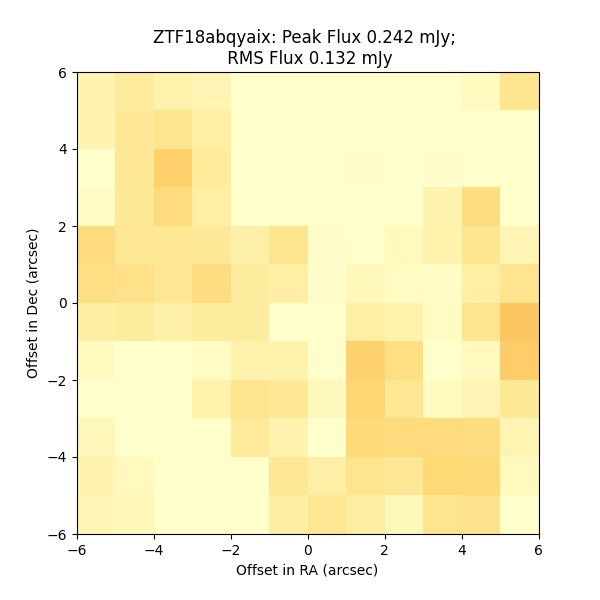 ZTF18abqyaix: Peak Flux 0.242 mJy;
RMS Flux 0.132 mJy
6
4
2
0
−2
−4
−6
Offset in Dec (arcsec)
−6 −4 −2 0 2 4 6
Offset in RA (arcsec)